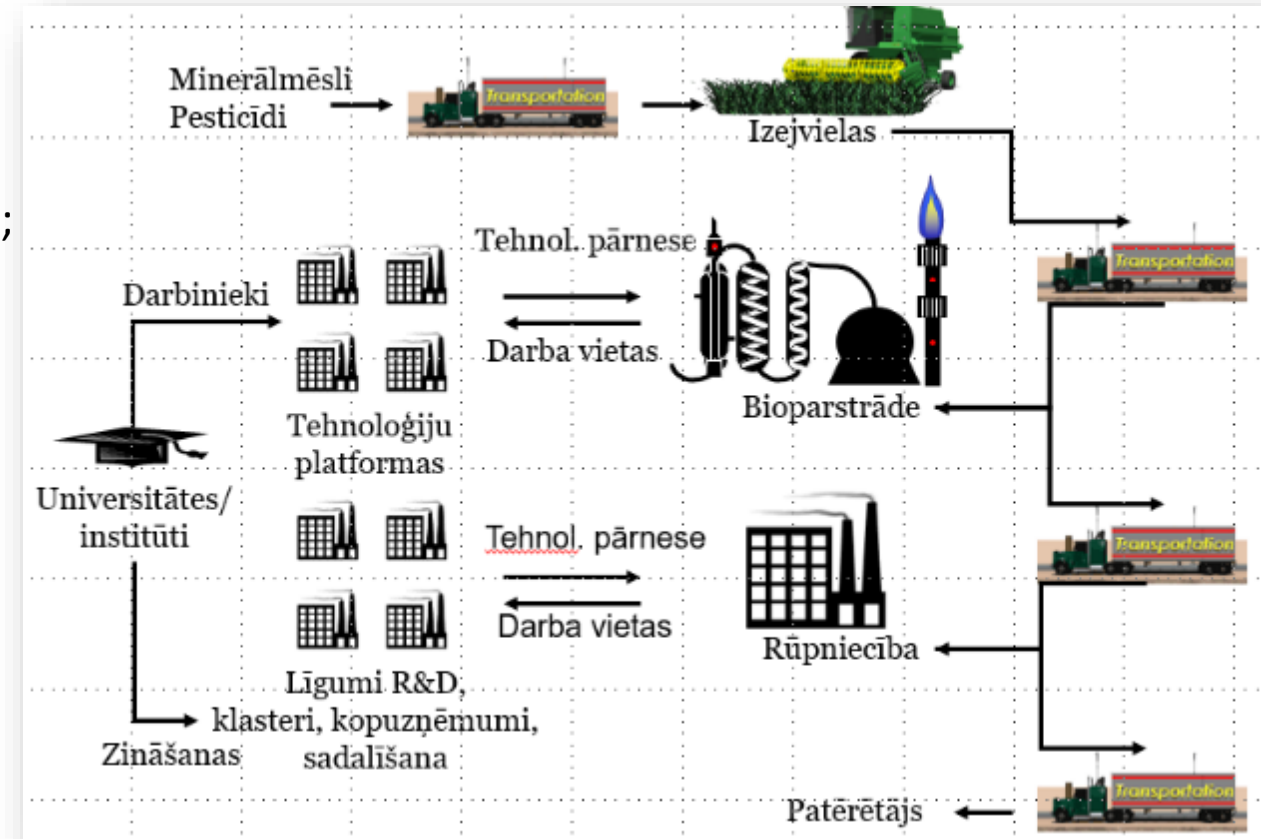 Minerālmēsli
Pesticīdi
Transportation
Izejvielas
;
Tehnol. pārnese
Transportation
Darbinieki
Darba vietas
Bioparstrāde
Tehnoloģiju
platformas
Universitātes/
institūti
Tehnol. pārnese
Transportation
Darba vietas
Rūpniecība
Līgumi R&D,
klasteri, kopuzņēmumi,
sadalīšana
Zināšanas
Transportation
Patērētājs